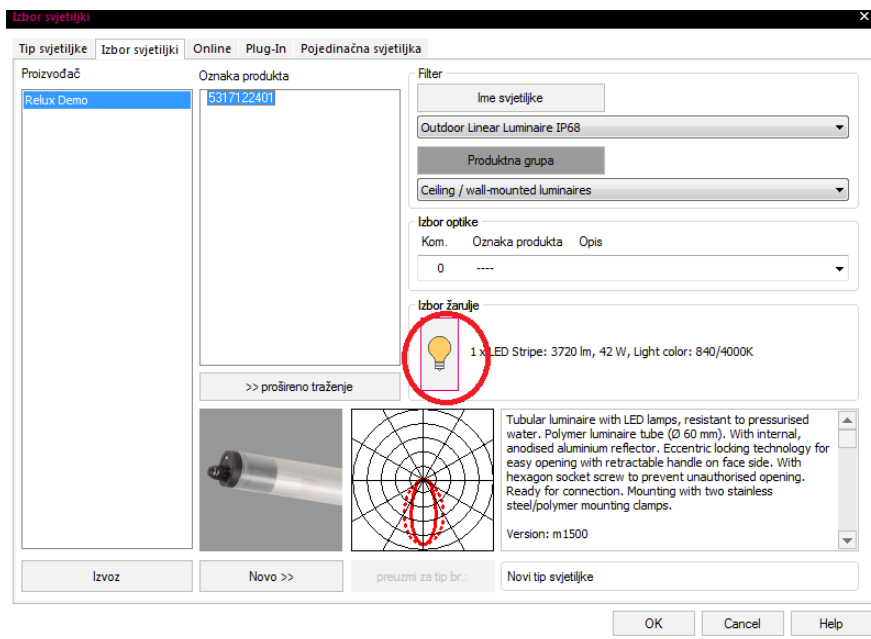 Izbor svjetiljki
Tip svjetiljke Izbor svjetiljki Online Plug-In Pojedinačna svjetiljka
Proizvođač
Relux Demo
Oznaka produkta
5317122401
>> prošireno traženje
Filter
Ime svjetiljke
Outdoor Linear Luminaire IP68
Produktna grupa
Ceiling / wall-mounted luminaires
Izbor optike
Kom. Oznaka produkta Opis
0 ----
Izbor žarulje
1 x LED Stripe: 3720 lm, 42 W, Light color: 840/4000K
Tubular luminaire with LED lamps, resistant to pressurised
water. Polymer luminaire tube (Ø 60 mm). With internal,
anodised aluminium reflector. Eccentric locking technology for
easy opening with retractable handle on face side. With
hexagon socket screw to prevent unauthorised opening.
Ready for connection. Mounting with two stainless
steel/polymer mounting clamps.
Version: m1500
Izvoz
Novo >>
preuzmi za tip br.:
Novi tip svjetiljke
OK
Cancel
Help